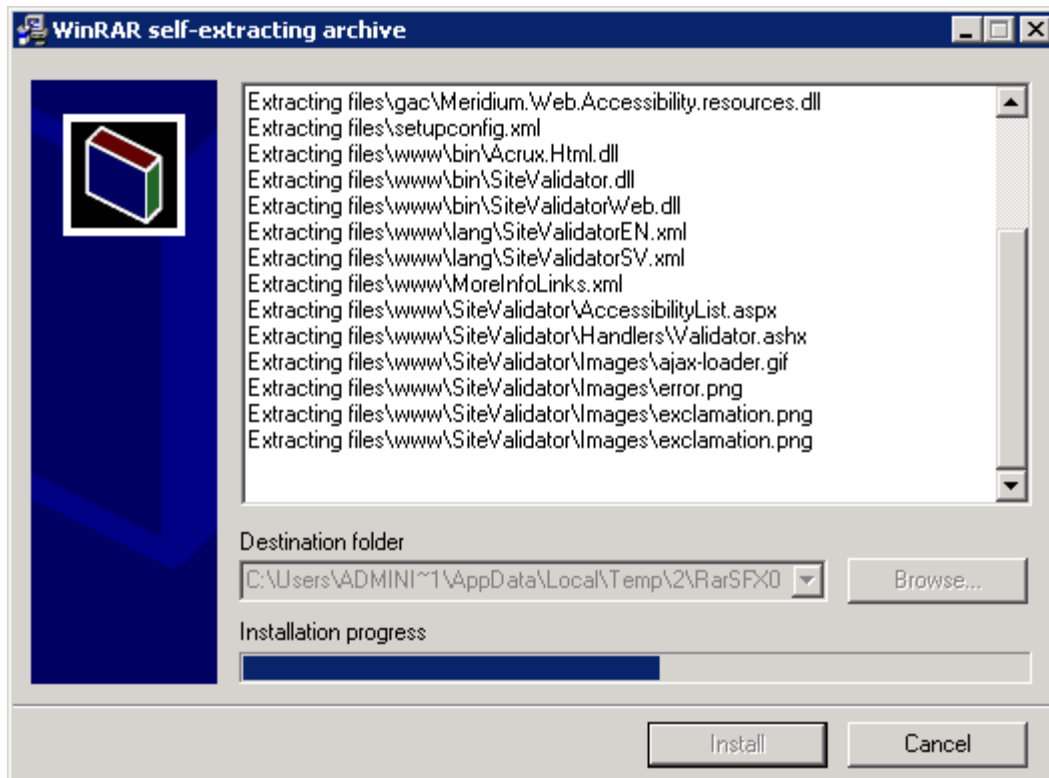 WinRAR self-extracting archive
Extracting files\gac\Meridium.Web.Accessibility.resources.dll
Extracting files\setupconfig.xml
Extracting files\www\bin\Acrux.Html.dll
Extracting files\www\bin\SiteValidator.dll
Extracting files\www\bin\SiteValidatorWeb.dll
Extracting files\www\lang\SiteValidatorEN.xml
Extracting files\www\lang\SiteValidatorSV.xml
Extracting files\www\MoreInfoLinks.xml
Extracting files\www\SiteValidator\AccessibilityList.aspx
Extracting files\www\SiteValidator\Handlers\Validator.ashx
Extracting files\www\SiteValidator\Images\ajax-loader.gif
Extracting files\www\SiteValidator\Images\error.png
Extracting files\www\SiteValidator\Images\exclamation.png
Extracting files\www\SiteValidator\Images\exclamation.png
Destination folder
C:\Users\ADMINI~1\AppData\Local\Temp\2\RarSFX0
Browse...
Installation progress
Install
Cancel